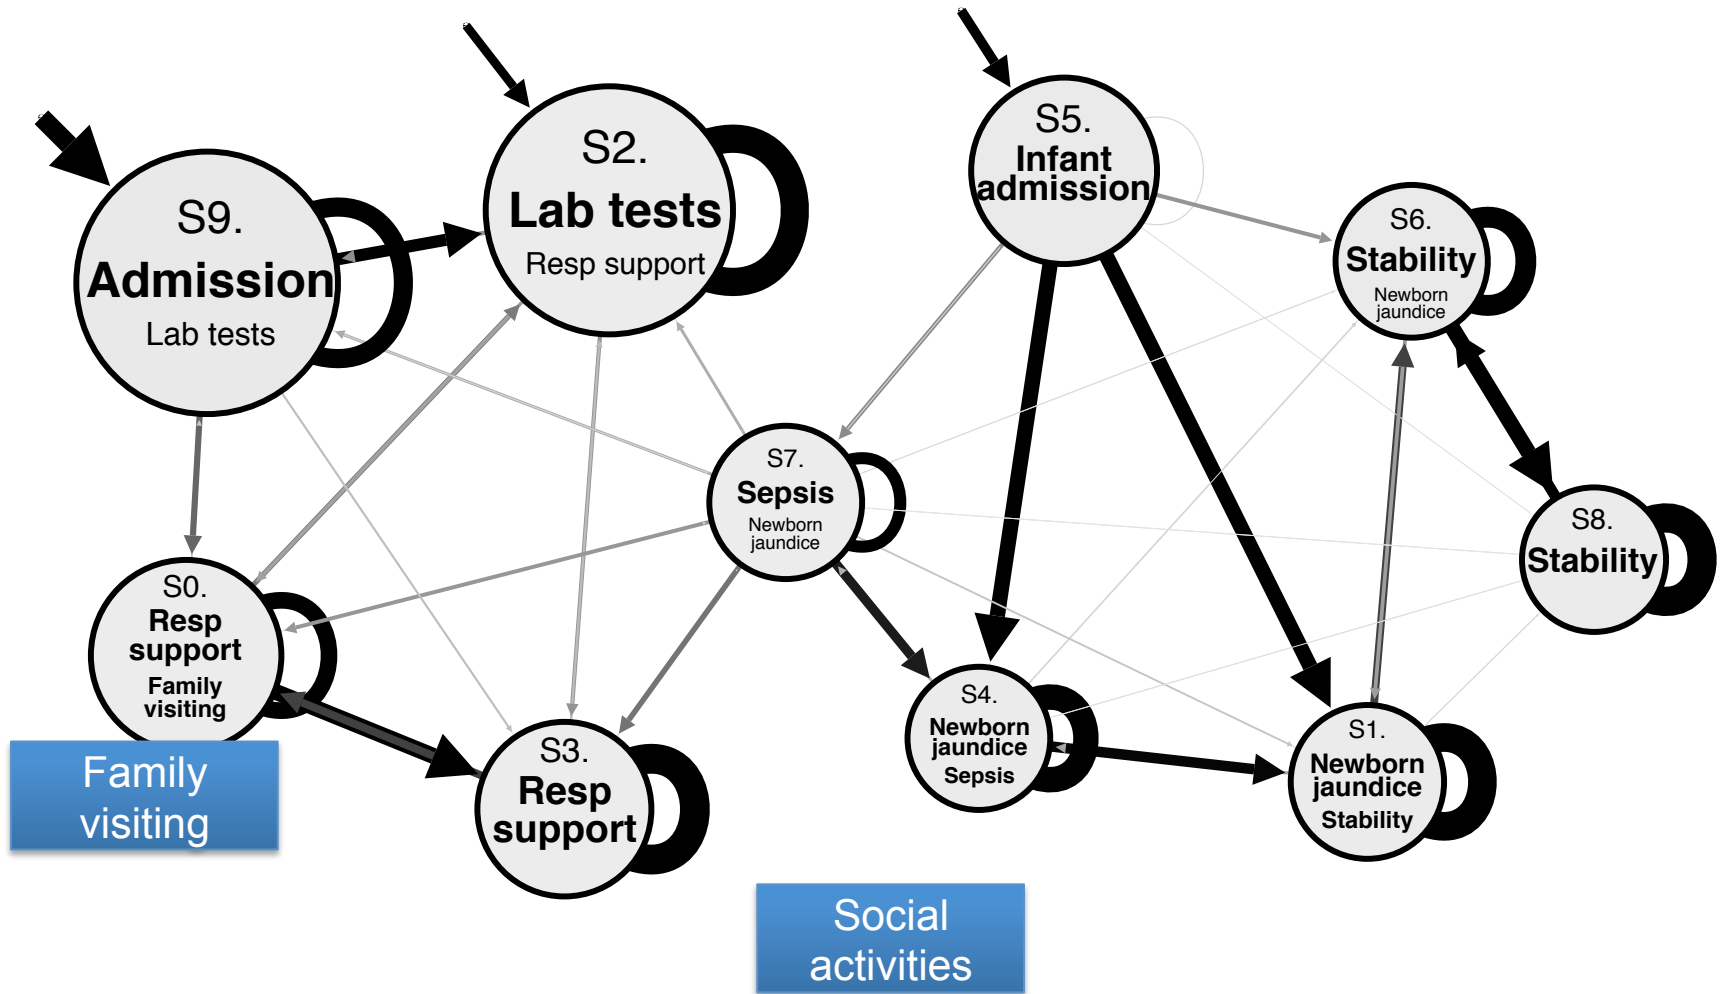 S9.
Admission
Lab tests
S2.
Lab tests
Resp support
S5.
Infant
admission
S6.
Stability
Newborn
jaundice
S7.
Sepsis
Newborn
jaundice
S8.
Stability
S0.
Resp
support
Family
visiting
S3.
Resp
support
S4.
Newborn
jaundice
Sepsis
S1.
Newborn
jaundice
Stability
Family
visiting
Social
activities